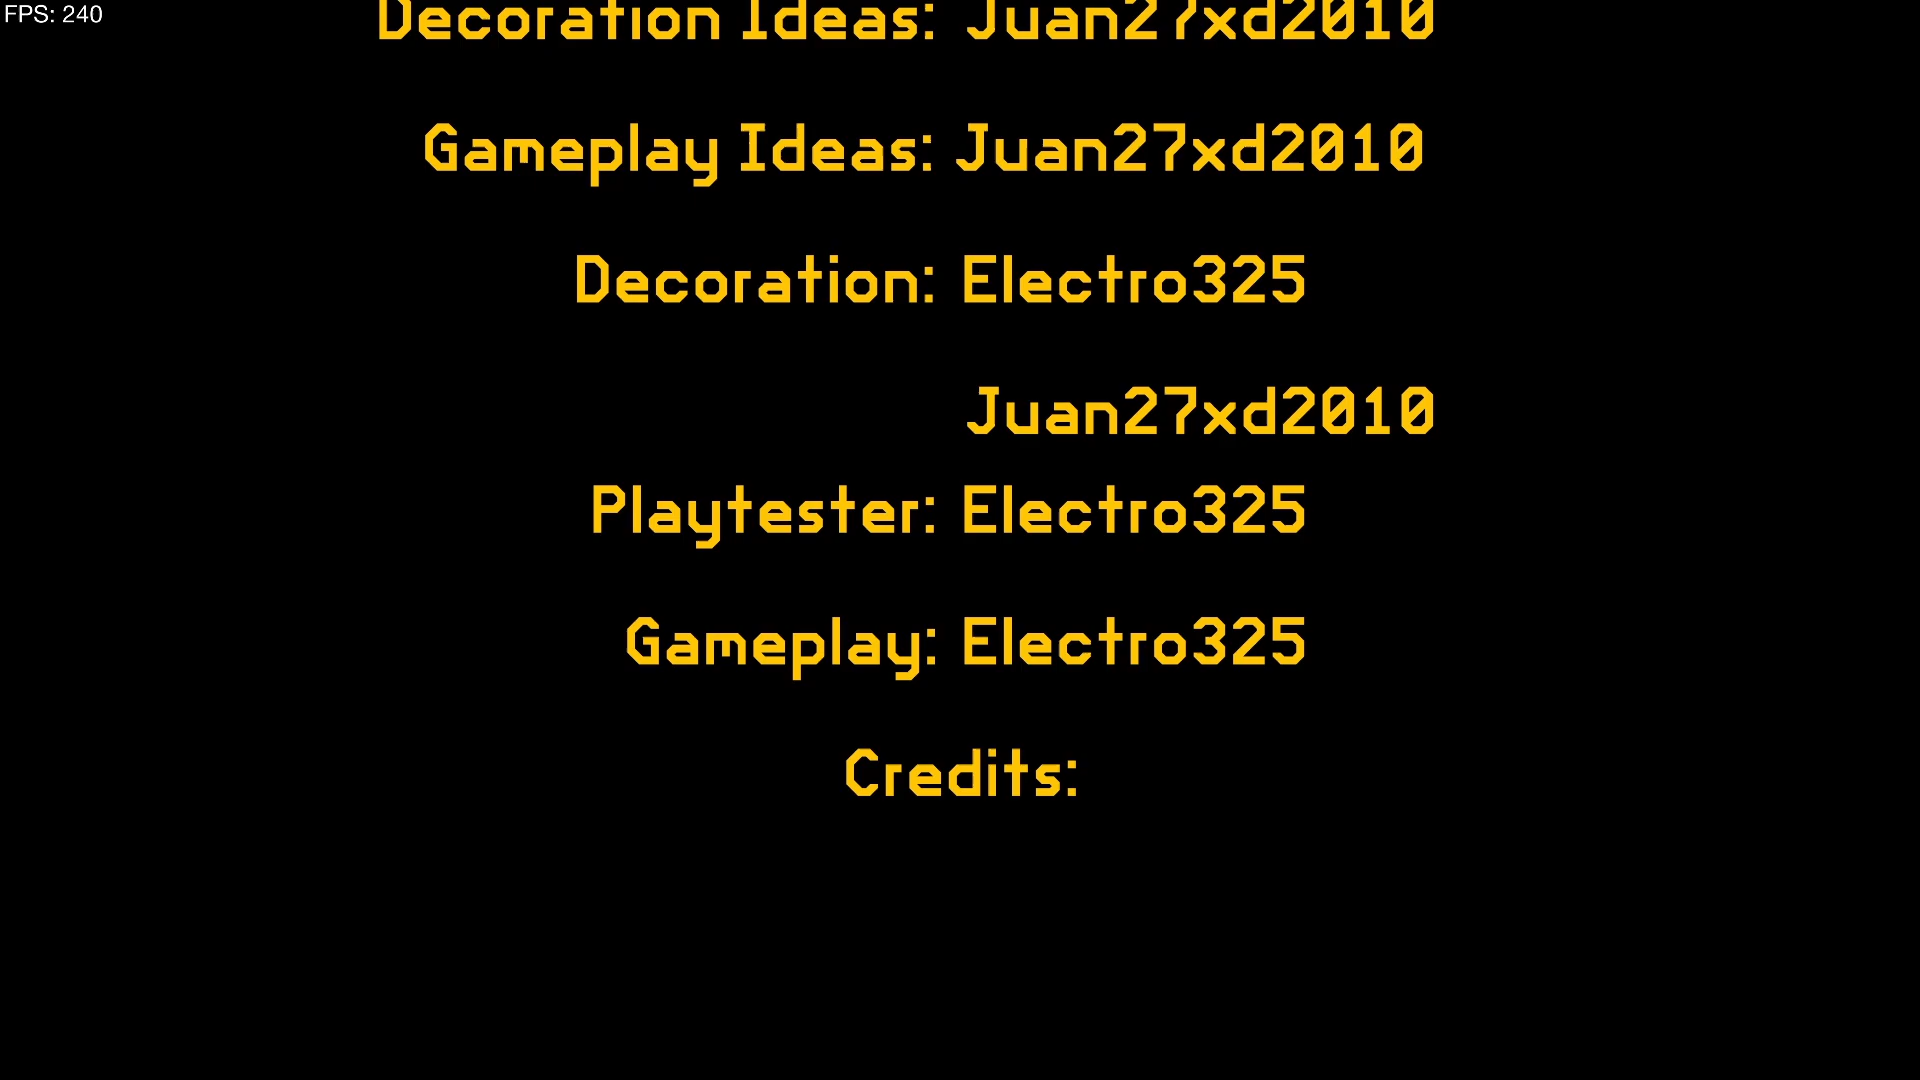 FPS: 240
Decoration Ideas: Juan27xd2010
Gameplay Ideas: Juan27xd2010
Decoration: Electro325
Juan27xd2010
Playtester: Electro325
Gameplay: Electro325
Credits: